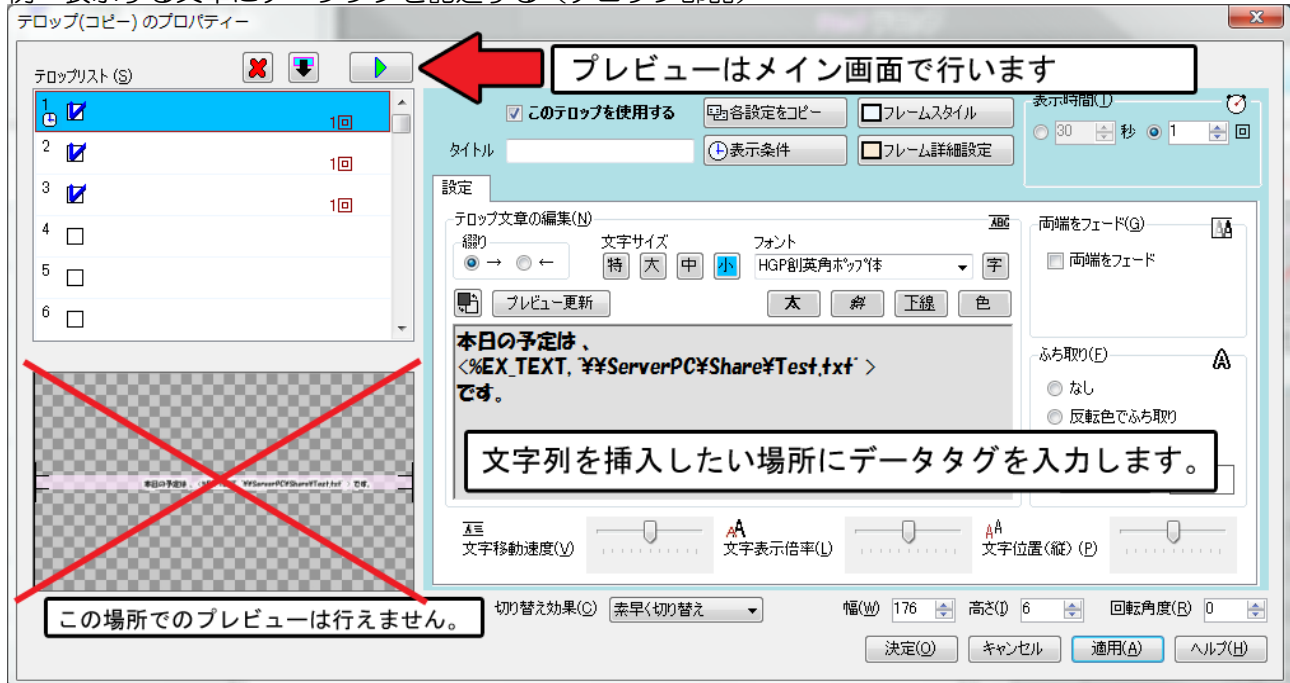 テロップ(コピー) のプロパティー
プレビューはメイン画面で行います
テロップリスト (S)
1
1回
2
1回
3
1回
4
5
6
このテロップを使用する
各設定をコピー
フレームスタイル
表示時間(T)
30
秒
1
回
タイトル
表示条件
フレーム詳細設定
設定
テロップ文章の編集(N)
ABC
綴り
→
←
文字サイズ
特
大
中
小
フォント
HGP創英角ポップ体
字
プレビュー更新
太
斜
下線
色
本日の予定は、
<%EX_TEXT, "¥¥ServerPC¥Share¥Test.txt" >
です。
文字列を挿入したい場所にデータタグを入力します。
両端をフェード(G)
両端をフェード
ふち取り(F)
なし
反転色でふち取り
文字移動速度(V)
文字表示倍率(L)
文字位置(縦) (P)
本日の予定は、
です。
この場所でのプレビューは行えません。
切り替え効果(C)
素早く切り替え
幅(W)
176
高さ(I)
6
回転角度(R)
0
決定(O)
キャンセル
適用(A)
ヘルプ(H)